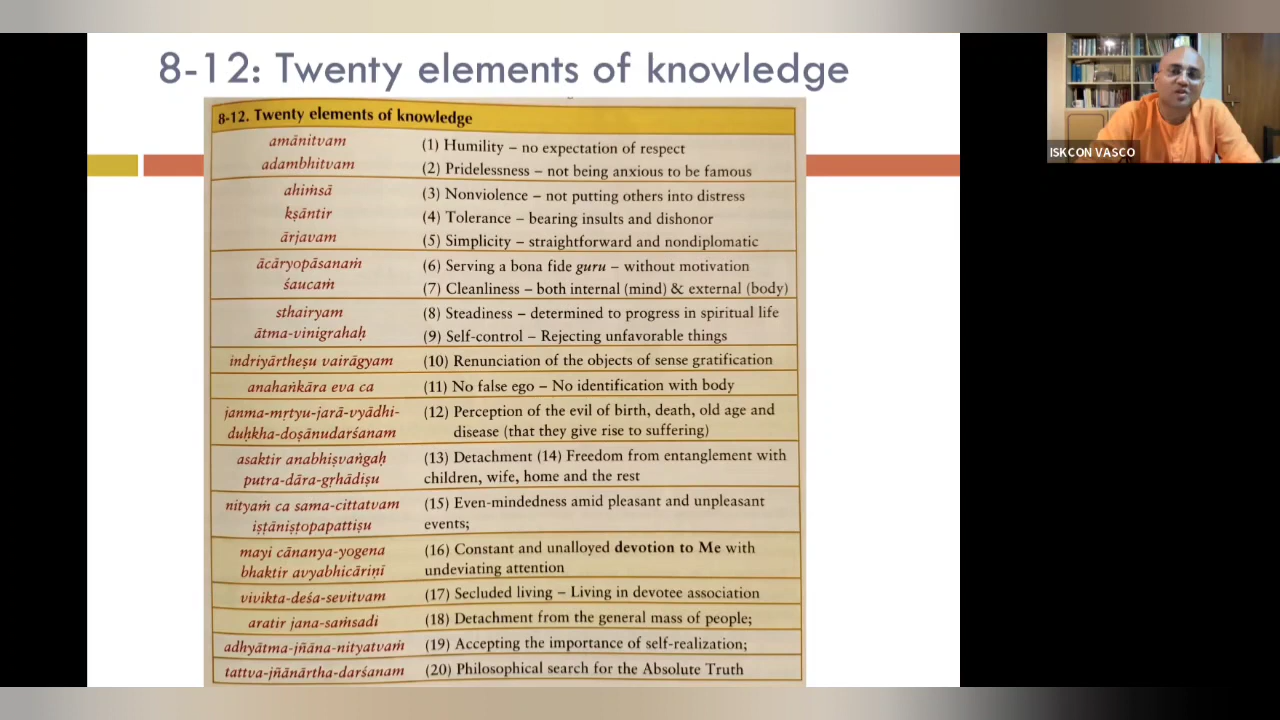 8-12: Twenty elements of knowledge
8-12. Twenty elements of knowledge
amānitvam (1) Humility – no expectation of respect
adambhitvam (2) Pridelessness – not being anxious to be famous
ahiṁsā (3) Nonviolence – not putting others into distress
kṣāntir (4) Tolerance – bearing insults and dishonor
ārjavam (5) Simplicity – straightforward and nondiplomatic
ācāryopāsanaṁ (6) Serving a bona fide guru – without motivation
śaucaṁ (7) Cleanliness – both internal (mind) & external (body)
sthairyam (8) Steadiness – determined to progress in spiritual life
ātma-vinigrahaḥ (9) Self-control – Rejecting unfavorable things
indriyārtheṣu vairāgyam (10) Renunciation of the objects of sense gratification
anahaṅkāra eva ca (11) No false ego – No identification with body
janma-mṛtyu-jarā-vyādhi- (12) Perception of the evil of birth, death, old age and
duḥkha-doṣānudarśanam disease (that they give rise to suffering)
asaktir anabhiṣvaṅgaḥ (13) Detachment (14) Freedom from entanglement with
putra-dāra-gṛhādiṣu children, wife, home and the rest
nityaṁ ca sama-cittatvam (15) Even-mindedness amid pleasant and unpleasant
iṣṭāniṣṭopapattiṣu events;
mayi cānanya-yogena (16) Constant and unalloyed devotion to Me with
bhaktir avyabhicāriṇī undeviating attention
vivikta-deśa-sevitvam (17) Secluded living – Living in devotee association
aratir jana-saṁsadi (18) Detachment from the general mass of people;
adhyātma-jñāna-nityatvaṁ (19) Accepting the importance of self-realization;
tattva-jñānārtha-darśanam (20) Philosophical search for the Absolute Truth
ISKCON VASCO